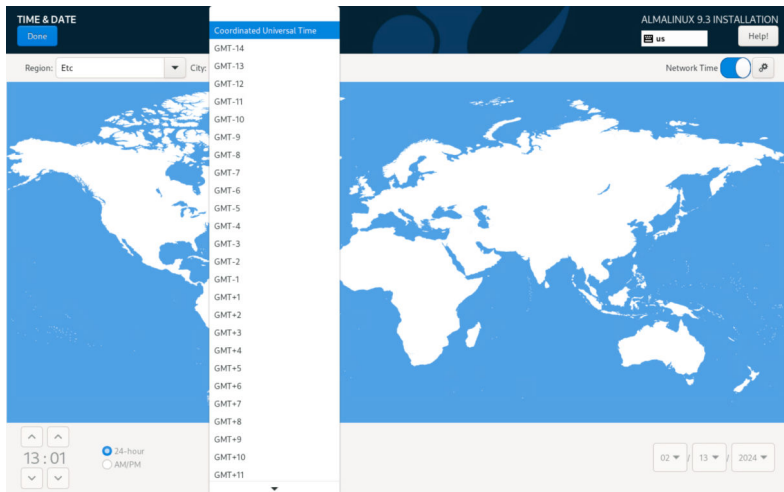 TIME & DATE
Done
ALMALINUX 9.3 INSTALLATION
us
Help!
Region: Etc
City:
Network Time
Coordinated Universal Time
GMT-14
GMT-13
GMT-12
GMT-11
GMT-10
GMT-9
GMT-8
GMT-7
GMT-6
GMT-5
GMT-4
GMT-3
GMT-2
GMT-1
GMT+1
GMT+2
GMT+3
GMT+4
GMT+5
GMT+6
GMT+7
GMT+8
GMT+9
GMT+10
GMT+11
13:01
24-hour
AM/PM
02 / 13 / 2024